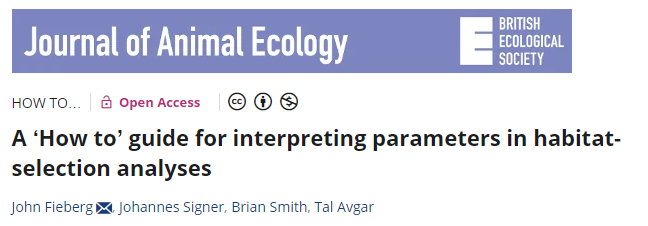 Journal of Animal Ecology
BRITISH
ECOLOGICAL
SOCIETY
HOW TO... Open Access cc
A ‘How to’ guide for interpreting parameters in habitat-
selection analyses
John Fieberg, Johannes Signer, Brian Smith, Tal Avgar